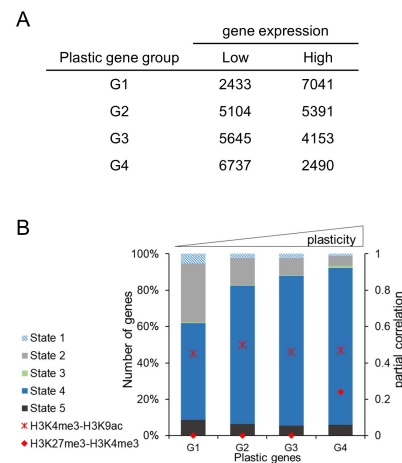 A
gene expression
Plastic gene group Low High
G1 2433 7041
G2 5104 5391
G3 5645 4153
G4 6737 2490
B
plasticity
100% 1
80% 0.8
60% 0.6
40% 0.4
20% 0.2
0% 0
Number of genes
partial correlation
State 1
State 2
State 3
State 4
State 5
H3K4me3-H3K9ac
H3K27me3-H3K4me3
G1 G2 G3 G4
Plastic genes